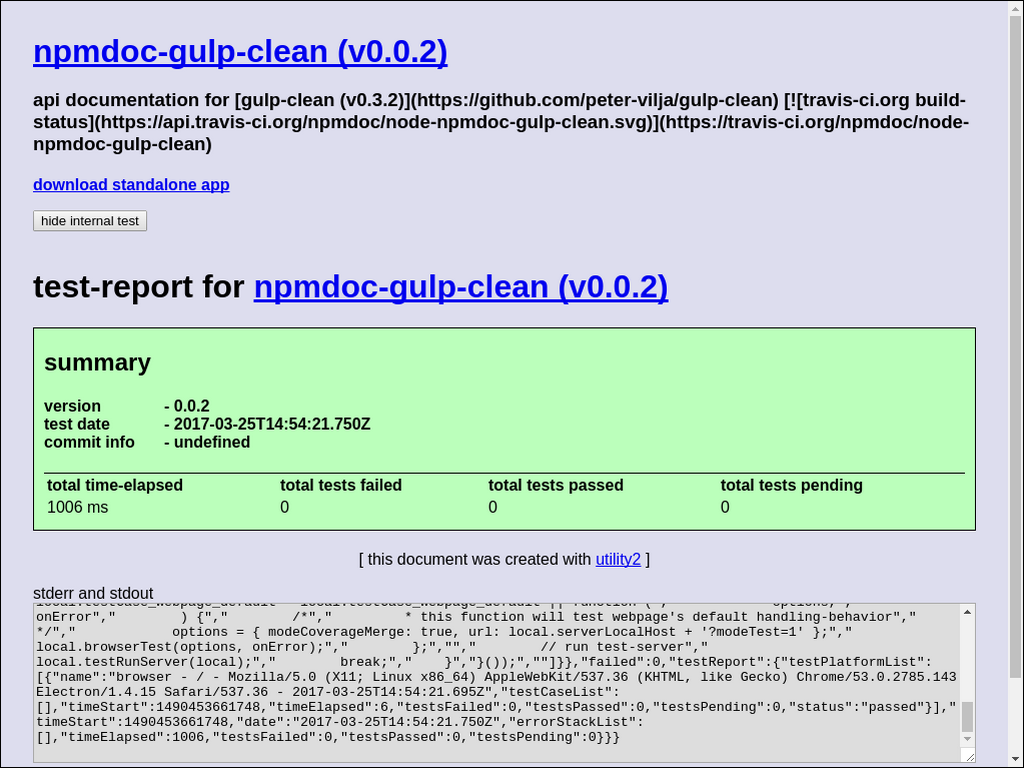 npmdoc-gulp-clean (v0.0.2)
api documentation for [gulp-clean (v0.3.2)](https://github.com/peter-vilja/gulp-clean) [![travis-ci.org build-
status](https://api.travis-ci.org/npmdoc/node-npmdoc-gulp-clean.svg)](https://travis-ci.org/npmdoc/node-
npmdoc-gulp-clean)
download standalone app
hide internal test
test-report for npmdoc-gulp-clean (v0.0.2)
summary
version - 0.0.2
test date - 2017-03-25T14:54:21.750Z
commit info - undefined
total time-elapsed total tests failed total tests passed total tests pending
1006 ms 0 0 0
[ this document was created with utility2 ]
stderr and stdout
onError","        ) {","        /*","         * this function will test webpage's default handling-behavior","
*/","            options = { modeCoverageMerge: true, url: local.serverLocalHost + '?modeTest=1' };","
local.browserTest(options, onError);","        };","","        // run test-server","
local.testRunServer(local);","        break;","    }","}());",""]}},"failed":0,"testReport":{"testPlatformList":
[{"name":"browser - / - Mozilla/5.0 (X11; Linux x86_64) AppleWebKit/537.36 (KHTML, like Gecko) Chrome/53.0.2785.143
Electron/1.4.15 Safari/537.36 - 2017-03-25T14:54:21.695Z","testCaseList":
[],"timeStart":1490453661748,"timeElapsed":6,"testsFailed":0,"testsPassed":0,"testsPending":0,"status":"passed"}],"
timeStart":1490453661748,"date":"2017-03-25T14:54:21.750Z","errorStackList":
[],"timeElapsed":1006,"testsFailed":0,"testsPassed":0,"testsPending":0}}}